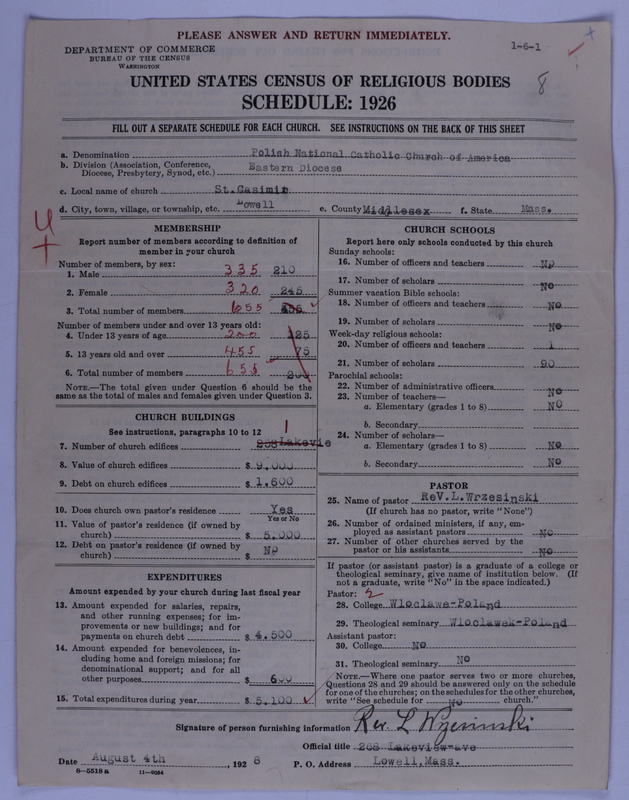 PLEASE ANSWER AND RETURN IMMEDIATELY.
DEPARTMENT OF COMMERCE
BUREAU OF THE CENSUS
WASHINGTON
1-6-1
8
UNITED STATES CENSUS OF RELIGIOUS BODIES
SCHEDULE: 1926
FILL OUT A SEPARATE SCHEDULE FOR EACH CHURCH. SEE INSTRUCTIONS ON THE BACK OF THIS SHEET
a. Denomination Polish National Catholic Church of America
b. Division (Association, Conference, Diocese, Presbytery, Synod, etc.) Eastern Diocese
c. Local name of church St.Casimir
d. City, town, village, or township, etc. Lowell e. County Middlesex f. State Mass.
MEMBERSHIP
Report number of members according to definition of
member in your church
Number of members, by sex:
1. Male 335 210
2. Female 320 245
3. Total number of members 655 455
Number of members under and over 13 years old:
4. Under 13 years of age 200 125
5. 13 years old and over 455 75
6. Total number of members 655 200
NOTE.—The total given under Question 6 should be the
same as the total of males and females given under Question 3.
CHURCH BUILDINGS
See instructions, paragraphs 10 to 12
7. Number of church edifices 1 268 Lakevie
8. Value of church edifices $ 9.000
9. Debt on church edifices $ 1.600
10. Does church own pastor's residence Yes
Yes or No
11. Value of pastor's residence (if owned by
church) $ 5.000
12. Debt on pastor's residence (if owned by
church) $ No
EXPENDITURES
Amount expended by your church during last fiscal year
13. Amount expended for salaries, repairs,
and other running expenses; for im-
provements or new buildings; and for
payments on church debt $ 4.500
14. Amount expended for benevolences, in-
cluding home and foreign missions; for
denominational support; and for all
other purposes $ 600
15. Total expenditures during year $ 5.100
CHURCH SCHOOLS
Report here only schools conducted by this church
Sunday schools:
16. Number of officers and teachers No
17. Number of scholars No
Summer vacation Bible schools:
18. Number of officers and teachers No
19. Number of scholars No
Week-day religious schools:
20. Number of officers and teachers 1
21. Number of scholars 90
Parochial schools:
22. Number of administrative officers No
23. Number of teachers—
a. Elementary (grades 1 to 8) No
b. Secondary
24. Number of scholars—
a. Elementary (grades 1 to 8) No
b. Secondary No
PASTOR
25. Name of pastor ReV.L.Wrzesinski
(If church has no pastor, write "None")
26. Number of ordained ministers, if any, em-
ployed as assistant pastors No
27. Number of other churches served by the
pastor or his assistants No
If pastor (or assistant pastor) is a graduate of a college or
theological seminary, give name of institution below. (If
not a graduate, write "No" in the space indicated.)
Pastor: 2
28. College Wloclawe-Poland
29. Theological seminary Wloclawek-Poland
Assistant pastor:
30. College No
31. Theological seminary No
NOTE.—Where one pastor serves two or more churches,
Questions 28 and 29 should be answered only on the schedule
for one of the churches; on the schedules for the other churches,
write "See schedule for No church."
Signature of person furnishing information Rev. L Wrzesinski
Official title 268 Lakeview-ave
Date August 4th, 1928 P. O. Address Lowell,Mass.
8-5518 a 11-9054